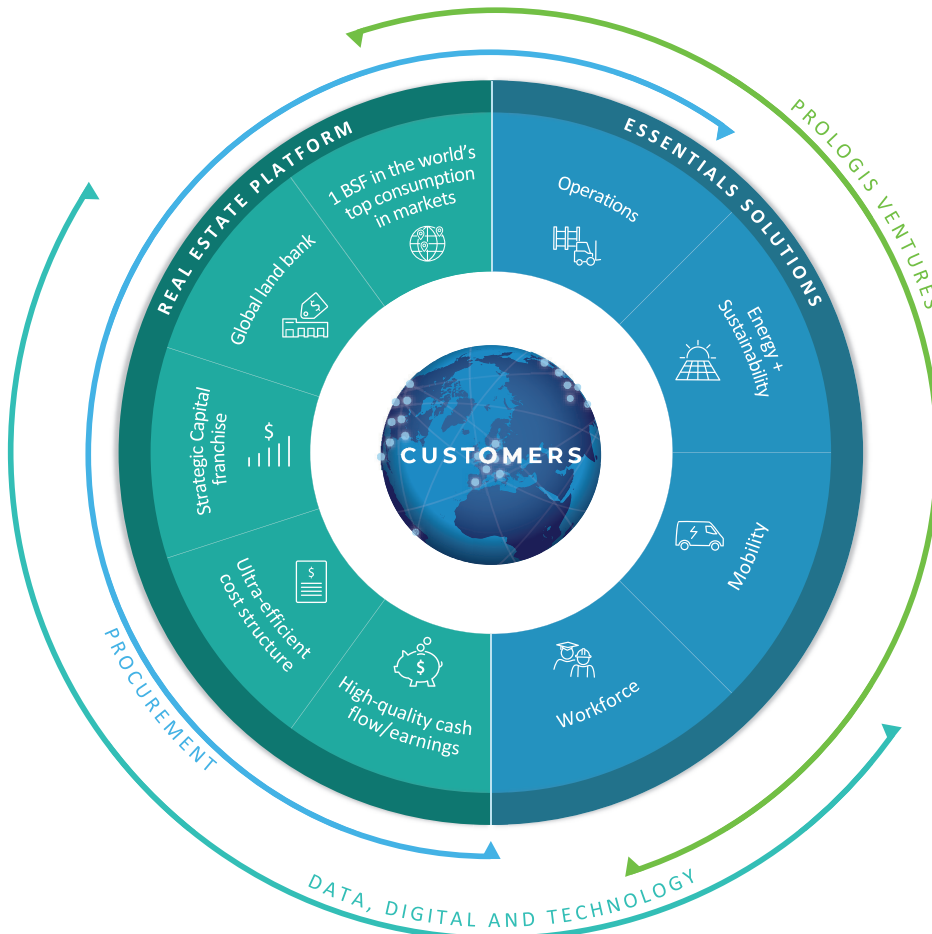 PROLOGIS VENTURES
REAL ESTATE PLATFORM
ESSENTIALS SOLUTIONS
1 BSF in the world's
top consumption
in markets
$
Global land bank
$
Strategic Capital
franchise
$
Ultra-efficient
cost structure
$
High-quality cash
flow/earnings
$
Operations
Energy +
Sustainability
Mobility
Workforce
CUSTOMERS
PROCUREMENT
DATA, DIGITAL AND TECHNOLOGY